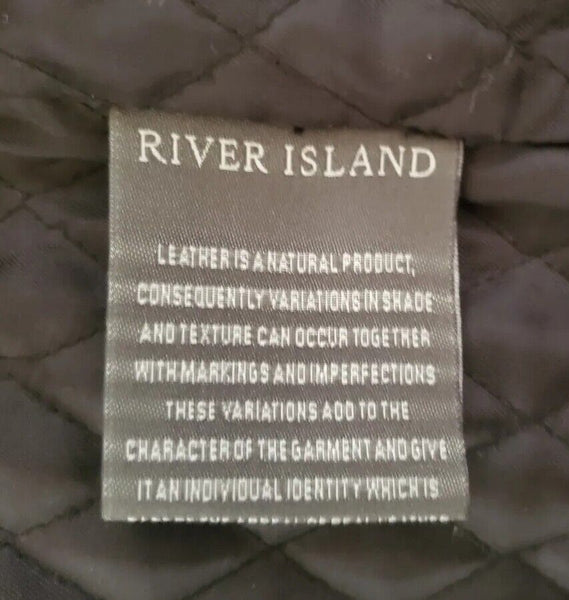 RIVER ISLAND
LEATHER IS A NATURAL PRODUCT,
CONSEQUENTLY VARIATIONS IN SHADE
AND TEXTURE CAN OCCUR TOGETHER
WITH MARKINGS AND IMPERFECTIONS
THESE VARIATIONS ADD TO THE
CHARACTER OF THE GARMENT AND GIVE
IT AN INDIVIDUAL IDENTITY WHICH IS